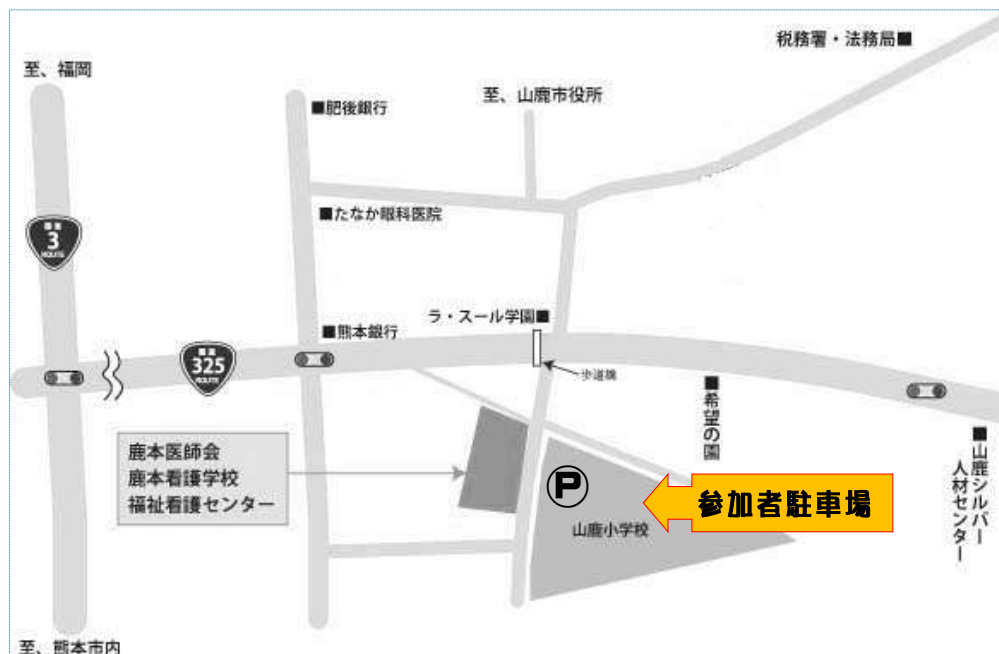 税務署・法務局■
至、福岡
至、山鹿市役所
■肥後銀行
■たなか眼科医院
国道
3
ROUTE
ラ・スール学園■
■熊本銀行
国道
325
ROUTE
歩道橋
■希望の園
■山鹿シルバー
人材センター
鹿本医師会
鹿本看護学校
福祉看護センター
P
参加者駐車場
山鹿小学校
至、熊本市内